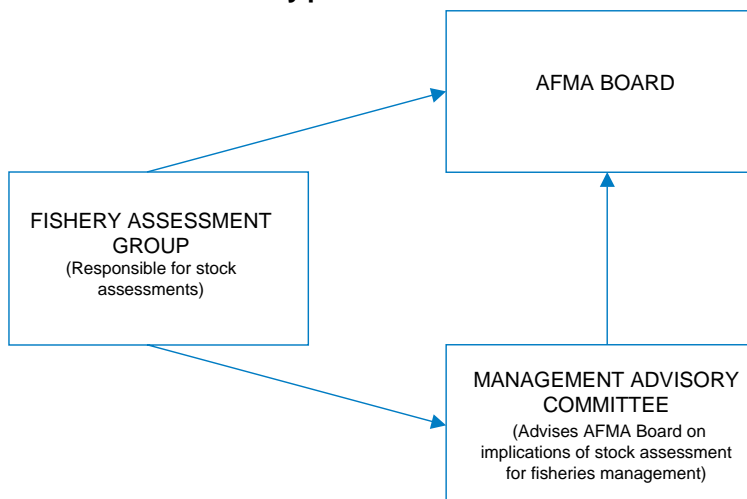 AFMA BOARD
FISHERY ASSESSMENT
GROUP
(Responsible for stock
assessments)
MANAGEMENT ADVISORY
COMMITTEE
(Advises AFMA Board on
implications of stock assessment
for fisheries management)